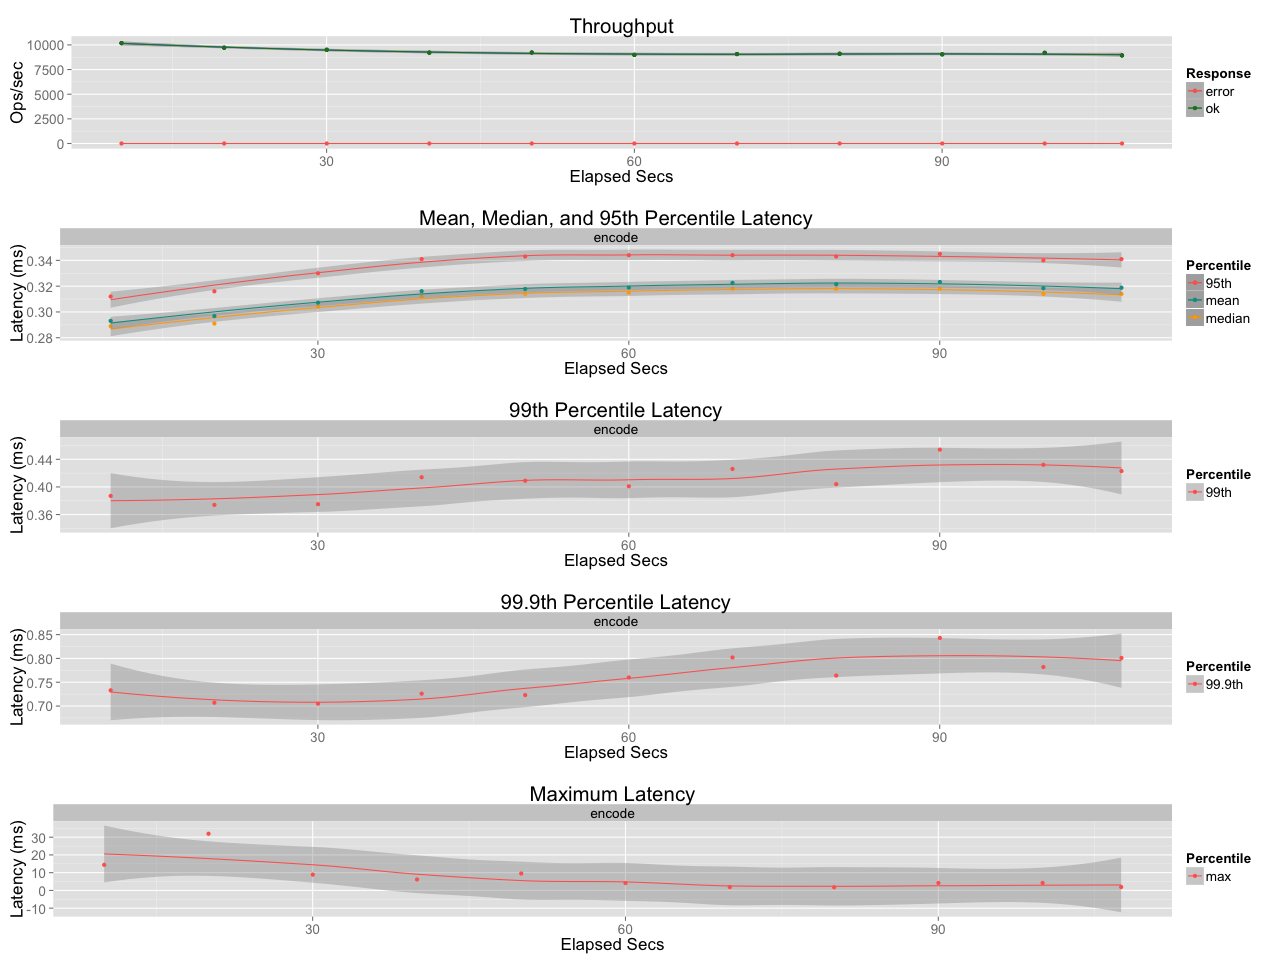 Throughput
10000
7500
5000
2500
0
Ops/sec
30
60
90
Elapsed Secs
Response
error
ok
Mean, Median, and 95th Percentile Latency
encode
0.34
0.32
0.30
0.28
Latency (ms)
30
60
90
Elapsed Secs
Percentile
95th
mean
median
99th Percentile Latency
encode
0.44
0.40
0.36
Latency (ms)
30
60
90
Elapsed Secs
Percentile
99th
99.9th Percentile Latency
encode
0.85
0.80
0.75
0.70
Latency (ms)
30
60
90
Elapsed Secs
Percentile
99.9th
Maximum Latency
encode
30
20
10
0
-10
Latency (ms)
30
60
90
Elapsed Secs
Percentile
max